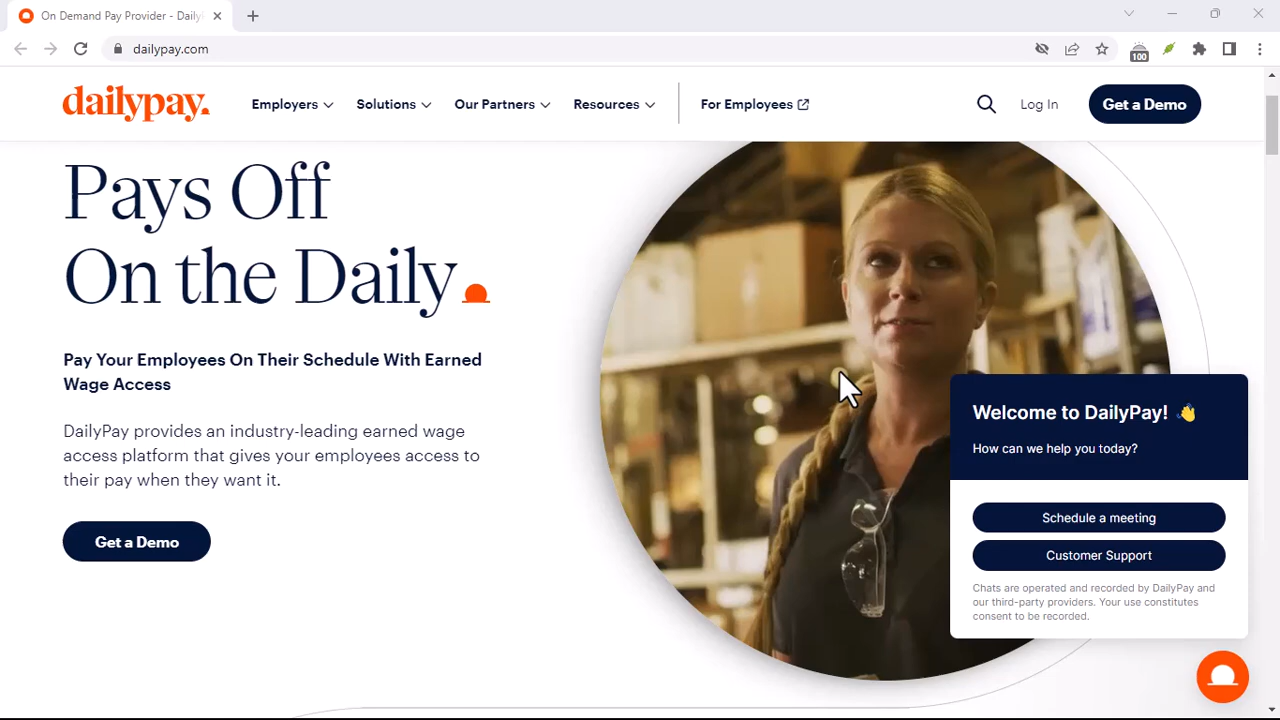 On Demand Pay Provider - Daily
dailypay.com
100
dailypay.
Employers
Solutions
Our Partners
Resources
For Employees
Log In
Get a Demo
Pays Off
On the Daily
Pay Your Employees On Their Schedule With Earned
Wage Access
DailyPay provides an industry-leading earned wage
access platform that gives your employees access to
their pay when they want it.
Get a Demo
Welcome to DailyPay! 👋
How can we help you today?
Schedule a meeting
Customer Support
Chats are operated and recorded by DailyPay and
our third-party providers. Your use constitutes
consent to be recorded.